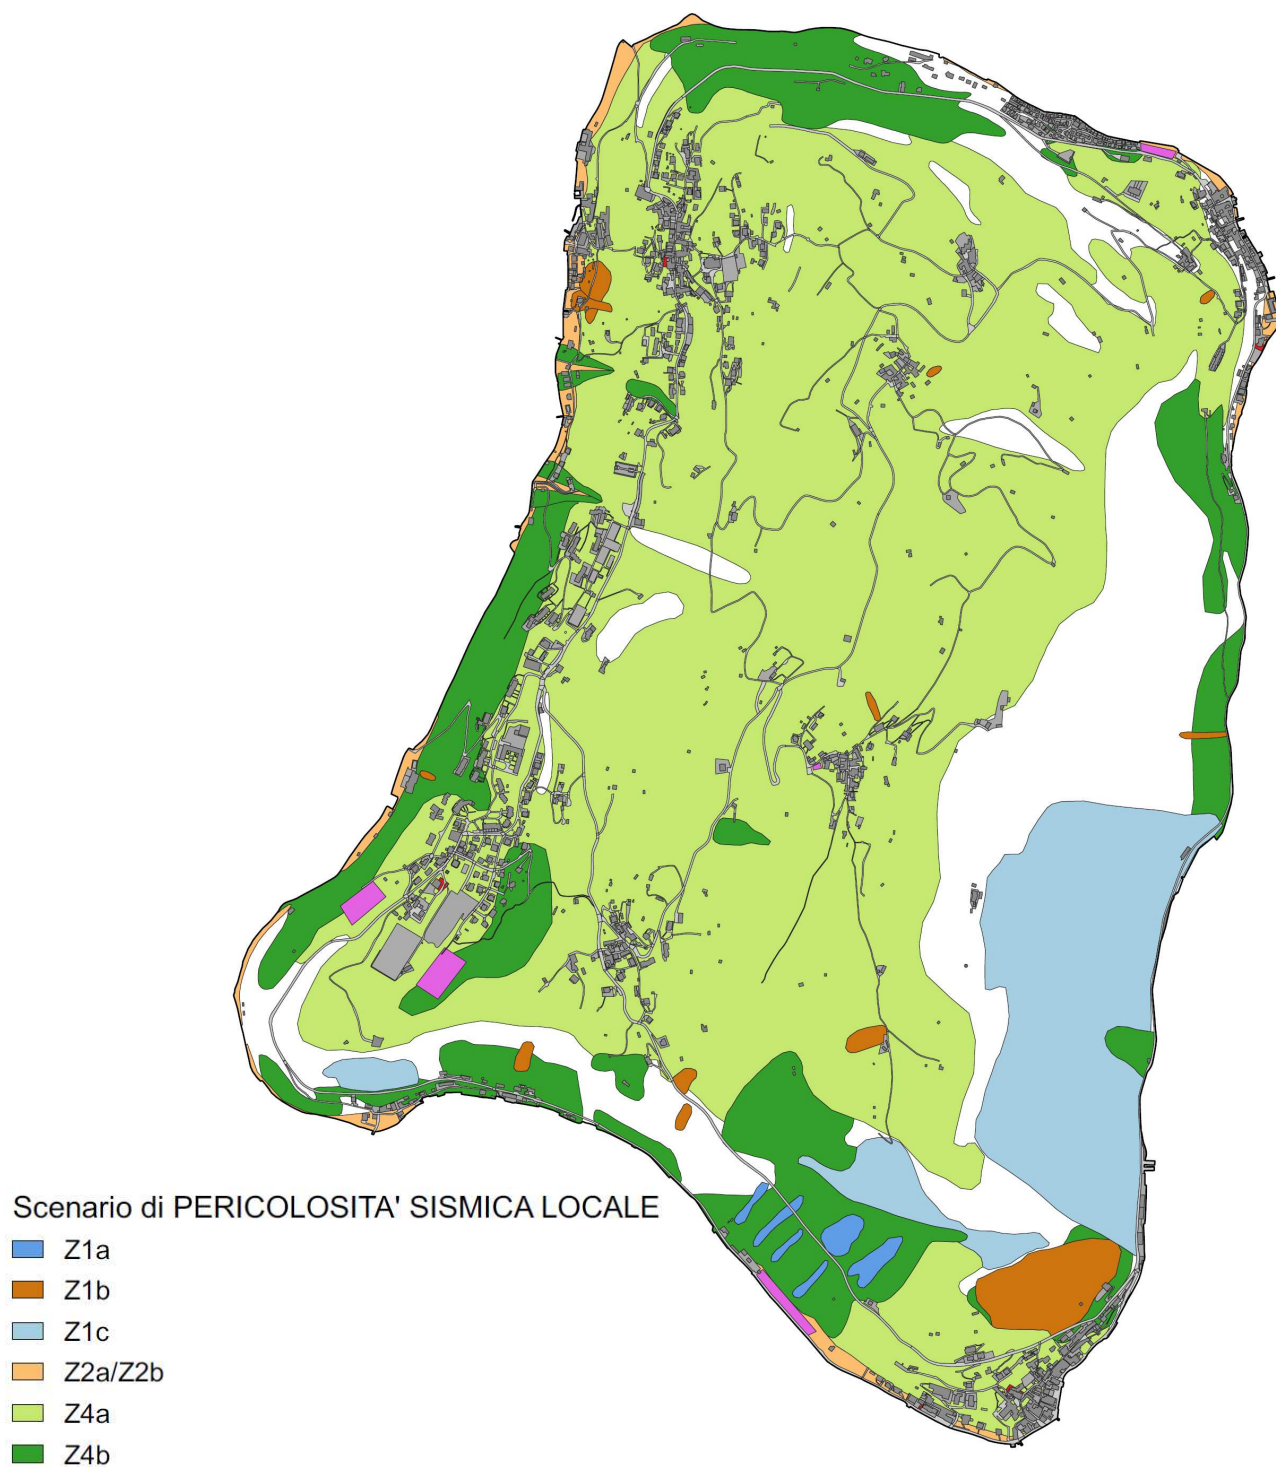 Scenario di PERICOLOSITA' SISMICA LOCALE
Z1a
Z1b
Z1c
Z2a/Z2b
Z4a
Z4b